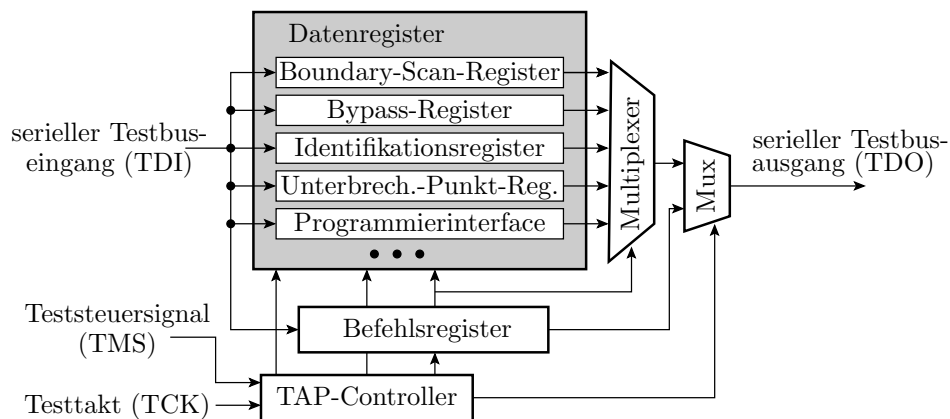 Datenregister
Boundary-Scan-Register
Bypass-Register
Identifikationsregister
Unterbrech.-Punkt-Reg.
Programmierinterface
serieller Testbus-
eingang (TDI)
Multiplexer
Mux
serieller Testbus-
ausgang (TDO)
Befehlsregister
Teststeuersignal
(TMS)
TAP-Controller
Testtakt (TCK)